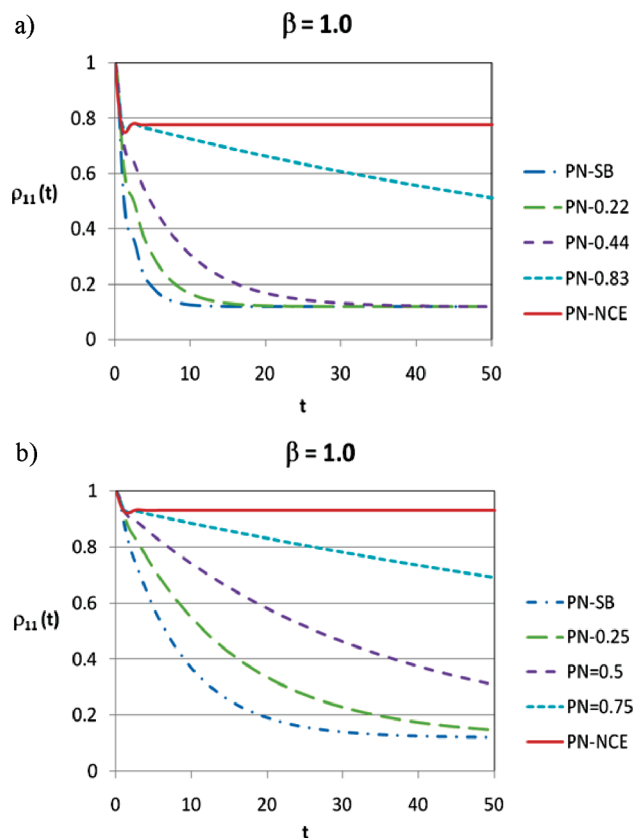 a)
β = 1.0
1
0.8
0.6
ρ11(t)
0.4
0.2
0
0 10 20 30 40 50
t
PN-SB
PN-0.22
PN-0.44
PN-0.83
PN-NCE
b)
β = 1.0
1
0.8
0.6
ρ11(t)
0.4
0.2
0
0 10 20 30 40 50
t
PN-SB
PN-0.25
PN=0.5
PN=0.75
PN-NCE